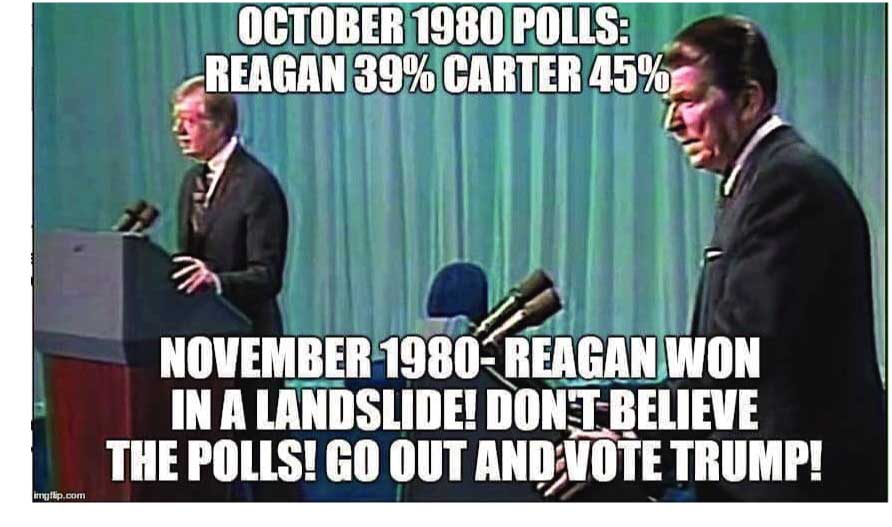 OCTOBER 1980 POLLS:
REAGAN 39% CARTER 45%
NOVEMBER 1980- REAGAN WON
IN A LANDSLIDE! DON'T BELIEVE
THE POLLS! GO OUT AND VOTE TRUMP!
imgflip.com